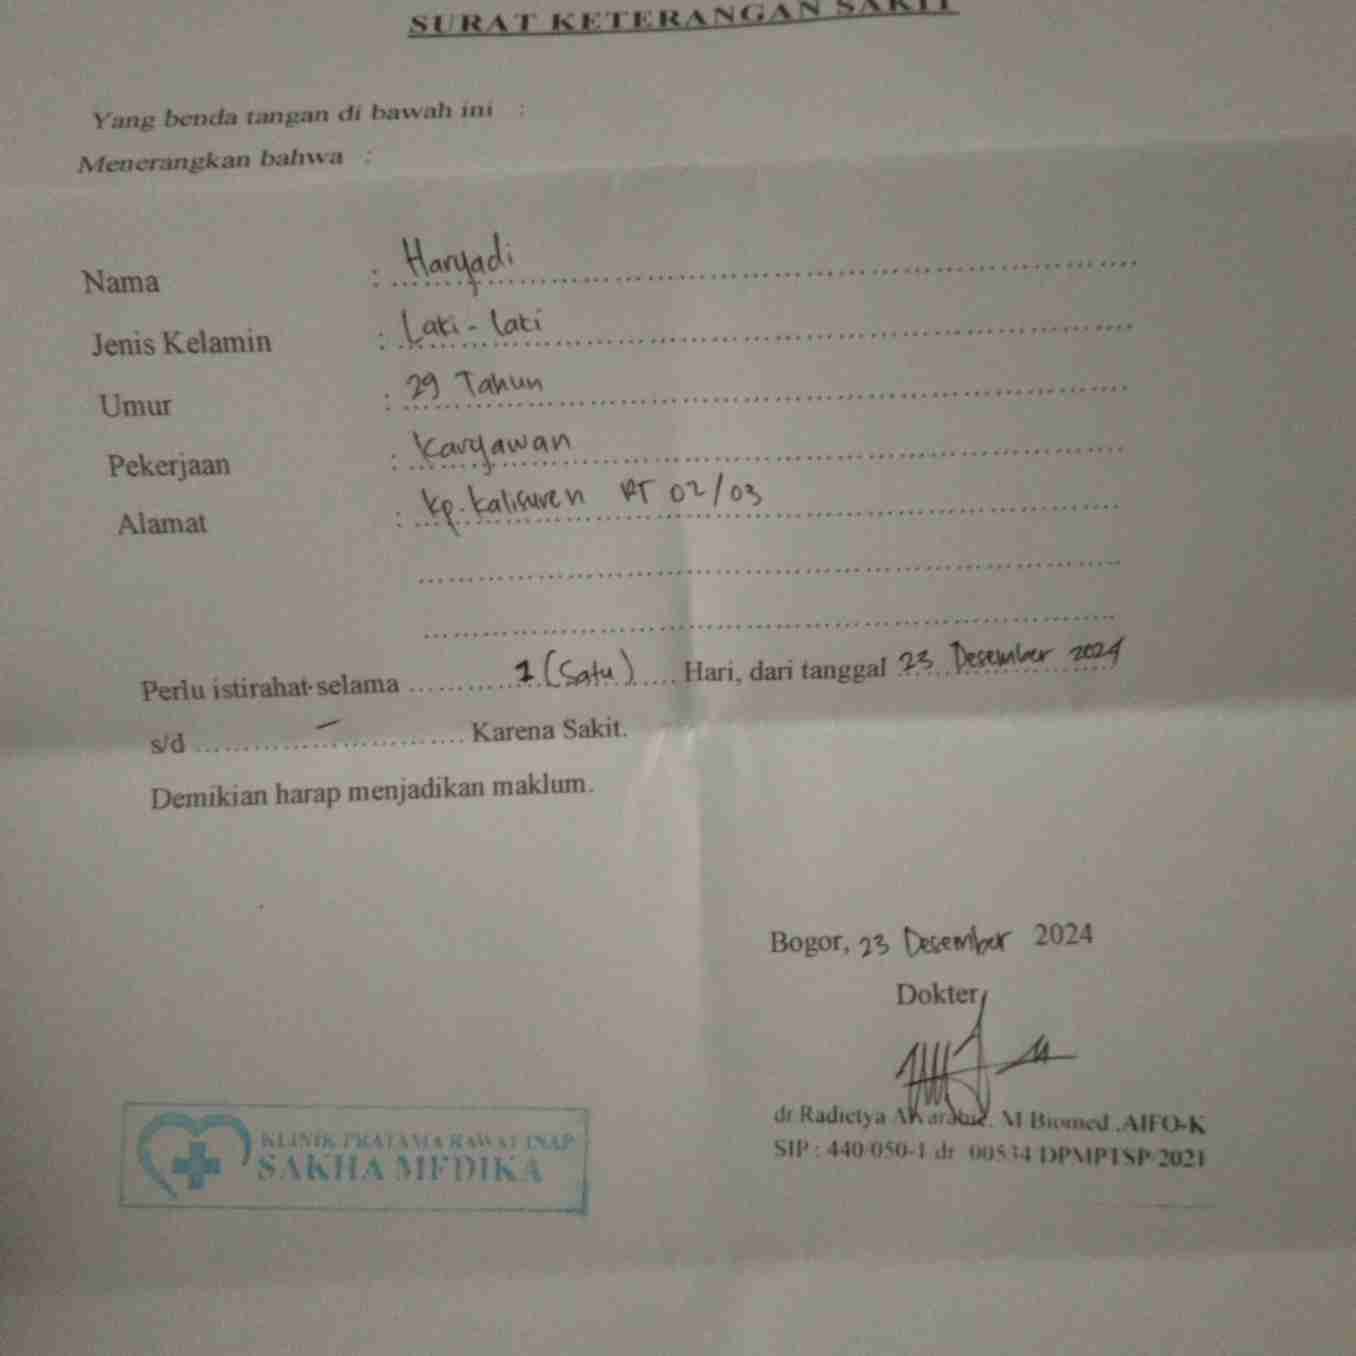 SURAT KETERANGAN SAKIT
Yang benda tangan di bawah ini :
Menerangkan bahwa :
Nama : Haryadi
Jenis Kelamin : Laki - laki
Umur : 29 Tahun
Pekerjaan : Karyawan
Alamat : Kp. Kalisuren RT 02/03
Perlu istirahat selama 1 (Satu) Hari, dari tanggal 23 Desember 2024
s/d – Karena Sakit.
Demikian harap menjadikan maklum.
Bogor, 23 Desember 2024
Dokter,
dr Radietya M Biomed .AIFO-K
SIP : 440/050-1 dr 00534 DPMPTSP/2021
KLINIK PRATAMA RAWAT INAP
SAKHA MEDIKA